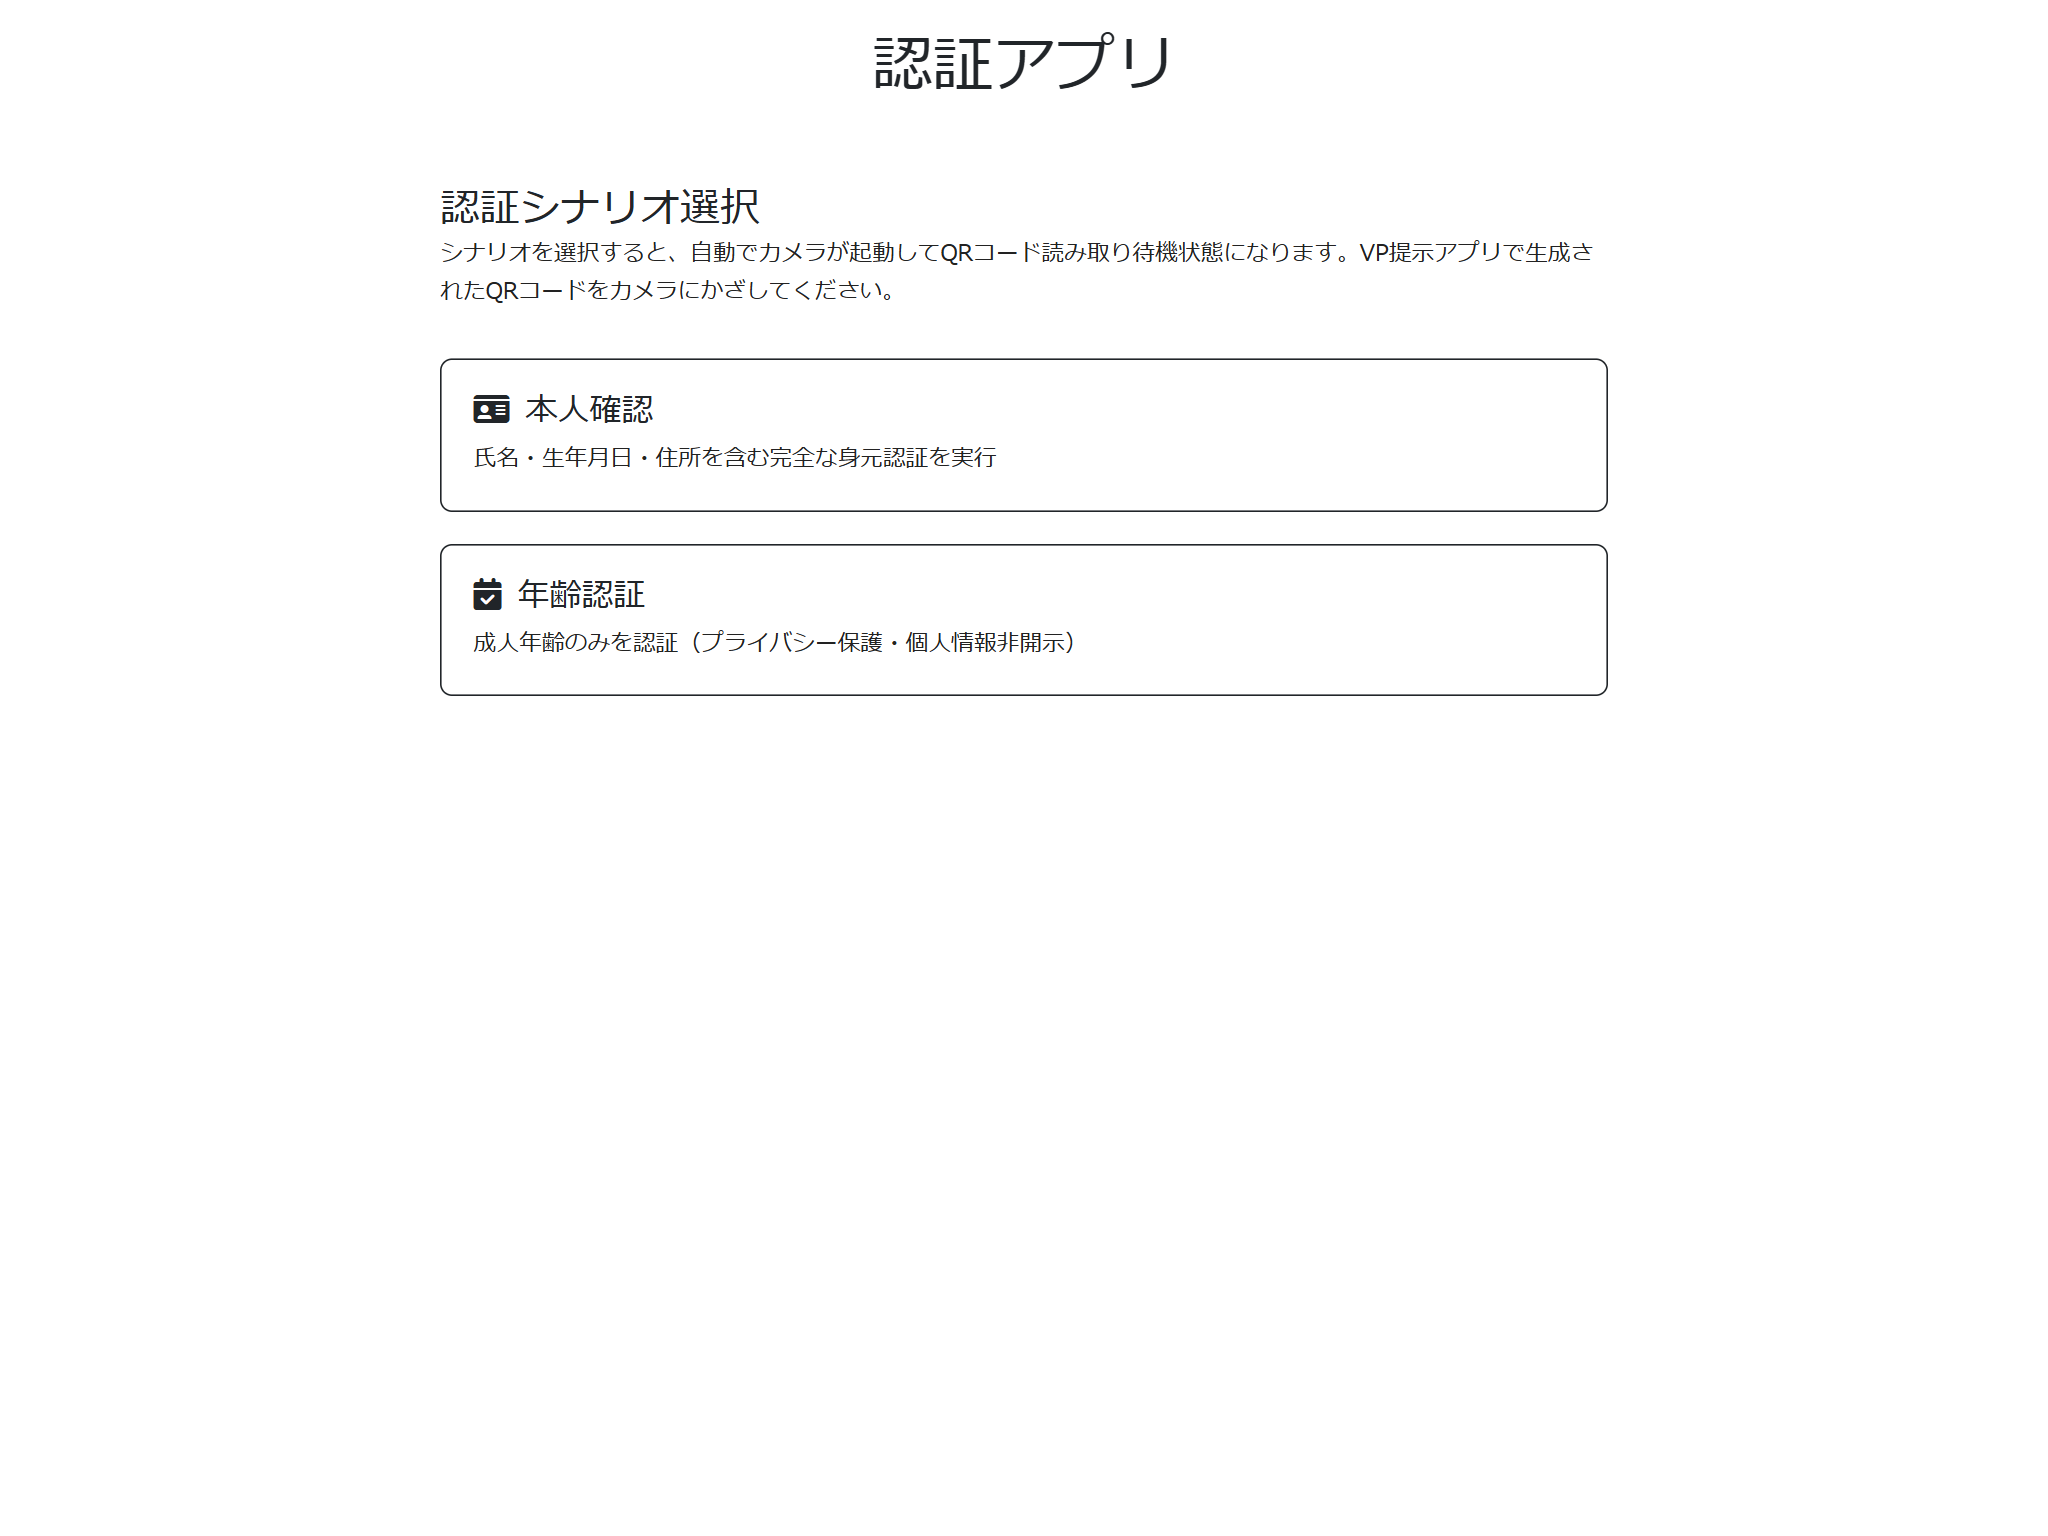 認証アプリ
認証シナリオ選択
シナリオを選択すると、自動でカメラが起動してQRコード読み取り待機状態になります。VP提示アプリで生成さ
れたQRコードをカメラにかざしてください。
本人確認
氏名・生年月日・住所を含む完全な身元認証を実行
年齢認証
成人年齢のみを認証（プライバシー保護・個人情報非開示）